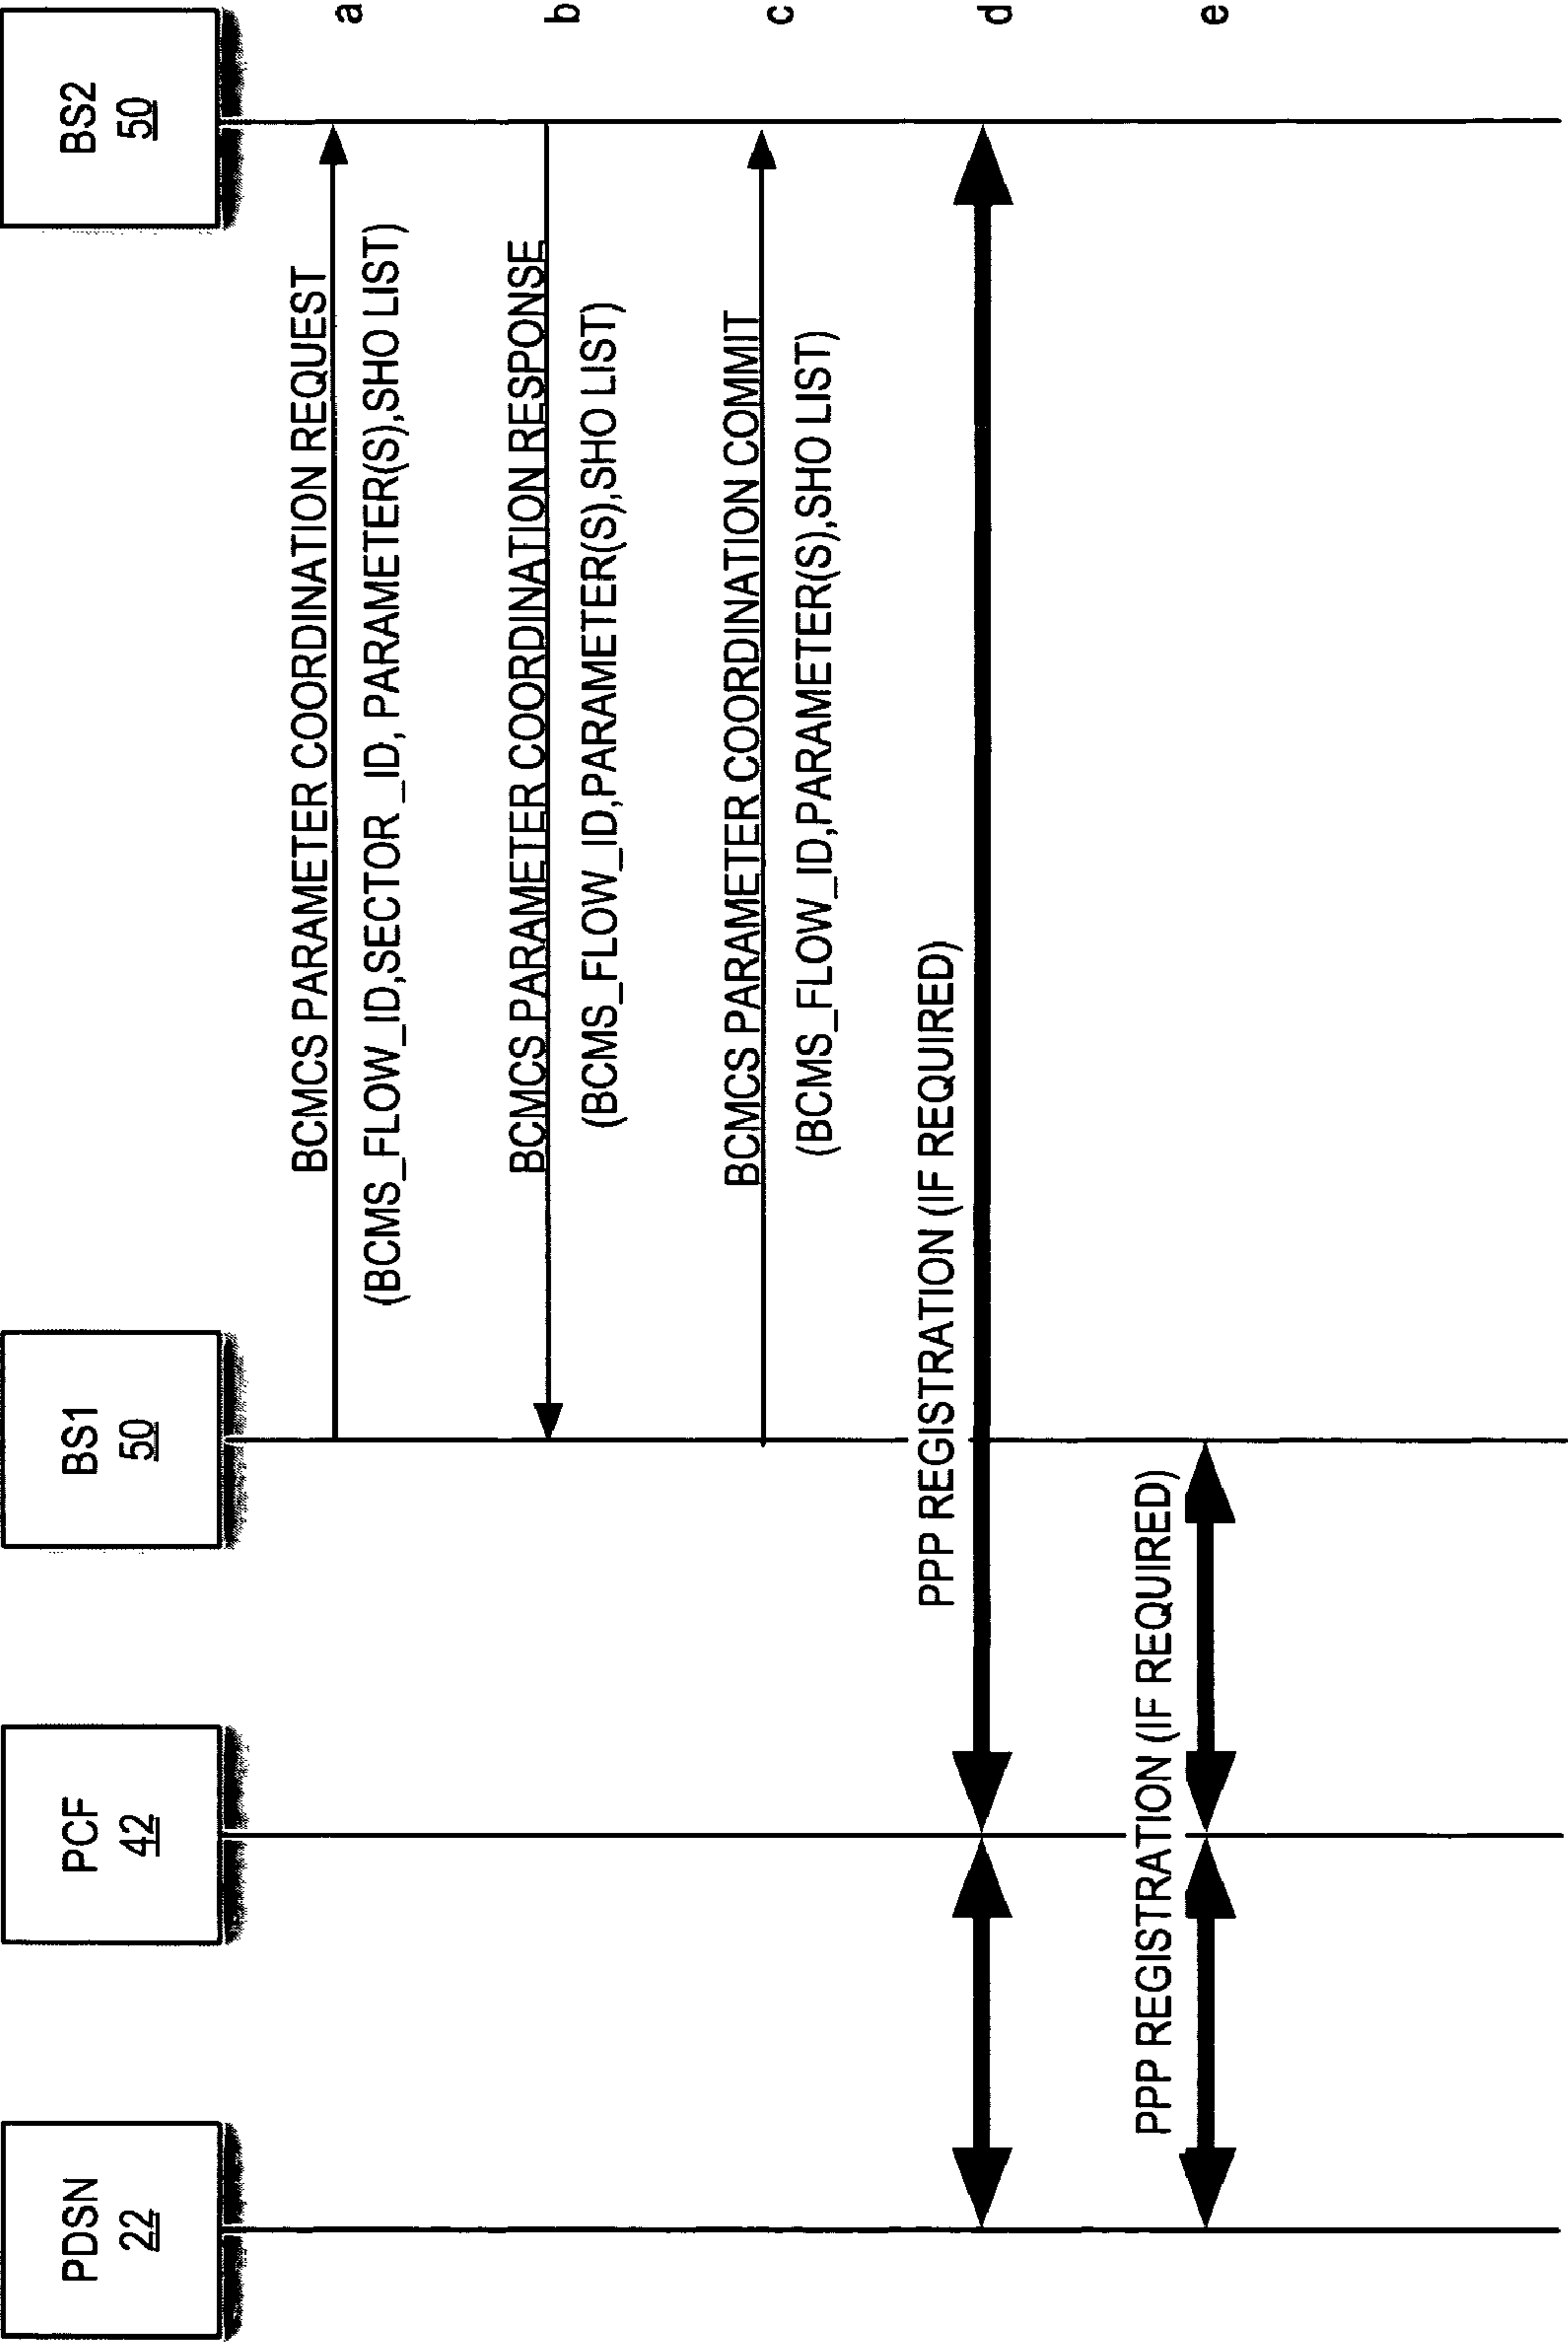 PDSN
22
PCF
42
BS1
50
BS2
50
BCMCS PARAMETER COORDINATION REQUEST
a
(BCMS_FLOW_ID,SECTOR _ID, PARAMETER(S),SHO LIST)
BCMCS PARAMETER COORDINATION RESPONSE
b
(BCMS_FLOW_ID,PARAMETER(S),SHO LIST)
BCMCS PARAMETER COORDINATION COMMIT
c
(BCMS_FLOW_ID,PARAMETER(S),SHO LIST)
PPP REGISTRATION (IF REQUIRED)
d
PPP REGISTRATION (IF REQUIRED)
e